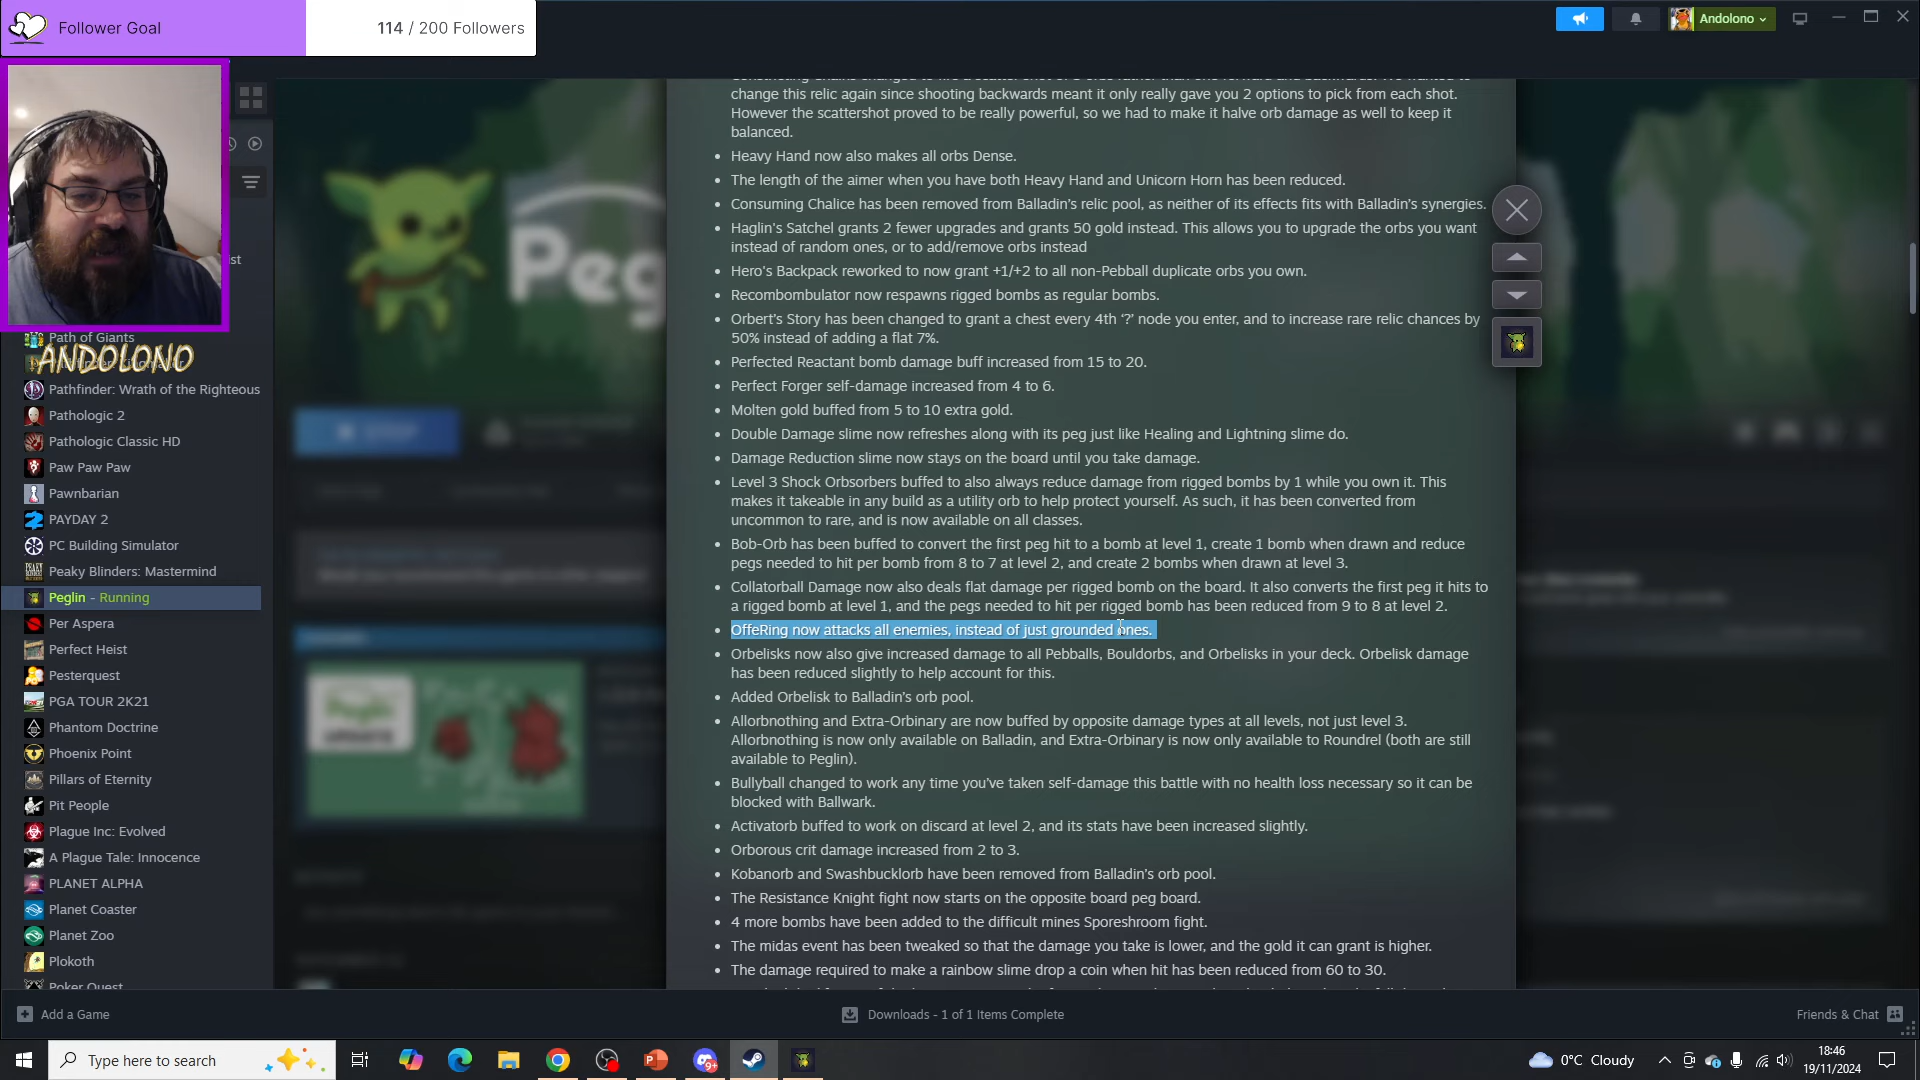 Follower Goal
114 / 200 Followers
Andolono
change this relic again since shooting backwards meant it only really gave you 2 options to pick from each shot.
However the scattershot proved to be really powerful, so we had to make it halve orb damage as well to keep it
balanced.
Heavy Hand now also makes all orbs Dense.
The length of the aimer when you have both Heavy Hand and Unicorn Horn has been reduced.
Consuming Chalice has been removed from Balladin's relic pool, as neither of its effects fits with Balladin's synergies.
Haglin's Satchel grants 2 fewer upgrades and grants 50 gold instead. This allows you to upgrade the orbs you want
instead of random ones, or to add/remove orbs instead
Hero's Backpack reworked to now grant +1/+2 to all non-Pebball duplicate orbs you own.
Recombombulator now respawns rigged bombs as regular bombs.
Orbert's Story has been changed to grant a chest every 4th '?' node you enter, and to increase rare relic chances by
50% instead of adding a flat 7%.
Perfected Reactant bomb damage buff increased from 15 to 20.
Perfect Forger self-damage increased from 4 to 6.
Molten gold buffed from 5 to 10 extra gold.
Double Damage slime now refreshes along with its peg just like Healing and Lightning slime do.
Damage Reduction slime now stays on the board until you take damage.
Level 3 Shock Orbsorbers buffed to also always reduce damage from rigged bombs by 1 while you own it. This
makes it takeable in any build as a utility orb to help protect yourself. As such, it has been converted from
uncommon to rare, and is now available on all classes.
Bob-Orb has been buffed to convert the first peg hit to a bomb at level 1, create 1 bomb when drawn and reduce
pegs needed to hit per bomb from 8 to 7 at level 2, and create 2 bombs when drawn at level 3.
Collatorball Damage now also deals flat damage per rigged bomb on the board. It also converts the first peg it hits to
a rigged bomb at level 1, and the pegs needed to hit per rigged bomb has been reduced from 9 to 8 at level 2.
OffeRing now attacks all enemies, instead of just grounded ones.
Orbelisks now also give increased damage to all Pebballs, Bouldorbs, and Orbelisks in your deck. Orbelisk damage
has been reduced slightly to help account for this.
Added Orbelisk to Balladin's orb pool.
Allorbnothing and Extra-Orbinary are now buffed by opposite damage types at all levels, not just level 3.
Allorbnothing is now only available on Balladin, and Extra-Orbinary is now only available to Roundrel (both are still
available to Peglin).
Bullyball changed to work any time you've taken self-damage this battle with no health loss necessary so it can be
blocked with Ballwark.
Activatorb buffed to work on discard at level 2, and its stats have been increased slightly.
Orborous crit damage increased from 2 to 3.
Kobanorb and Swashbucklorb have been removed from Balladin's orb pool.
The Resistance Knight fight now starts on the opposite board peg board.
4 more bombs have been added to the difficult mines Sporeshroom fight.
The midas event has been tweaked so that the damage you take is lower, and the gold it can grant is higher.
The damage required to make a rainbow slime drop a coin when hit has been reduced from 60 to 30.
ist
Path of Giants
ANDOLONO
Pathfinder: Wrath of the Righteous
Pathologic 2
Pathologic Classic HD
Paw Paw Paw
Pawnbarian
PAYDAY 2
PC Building Simulator
Peaky Blinders: Mastermind
Peglin - Running
Per Aspera
Perfect Heist
Pesterquest
PGA TOUR 2K21
Phantom Doctrine
Phoenix Point
Pillars of Eternity
Pit People
Plague Inc: Evolved
A Plague Tale: Innocence
PLANET ALPHA
Planet Coaster
Planet Zoo
Plokoth
Poker Quest
Peg
Add a Game
Downloads - 1 of 1 Items Complete
Friends & Chat
Type here to search
9+
0°C Cloudy
18:46
19/11/2024